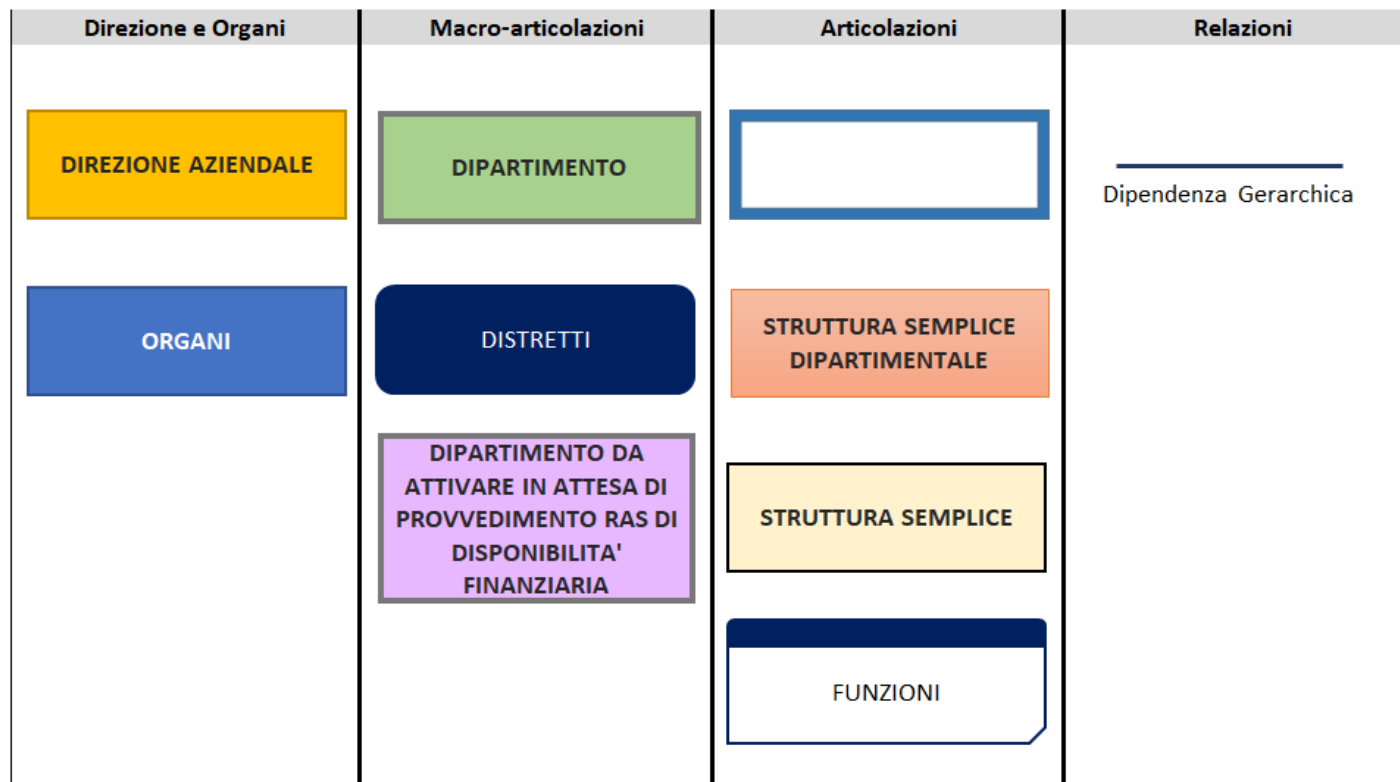 Direzione e Organi
Macro-articolazioni
Articolazioni
Relazioni
DIREZIONE AZIENDALE
ORGANI
DIPARTIMENTO
DISTRETTI
DIPARTIMENTO DA
ATTIVARE IN ATTESA DI
PROVVEDIMENTO RAS DI
DISPONIBILITA'
FINANZIARIA
STRUTTURA SEMPLICE
DIPARTIMENTALE
STRUTTURA SEMPLICE
FUNZIONI
Dipendenza Gerarchica